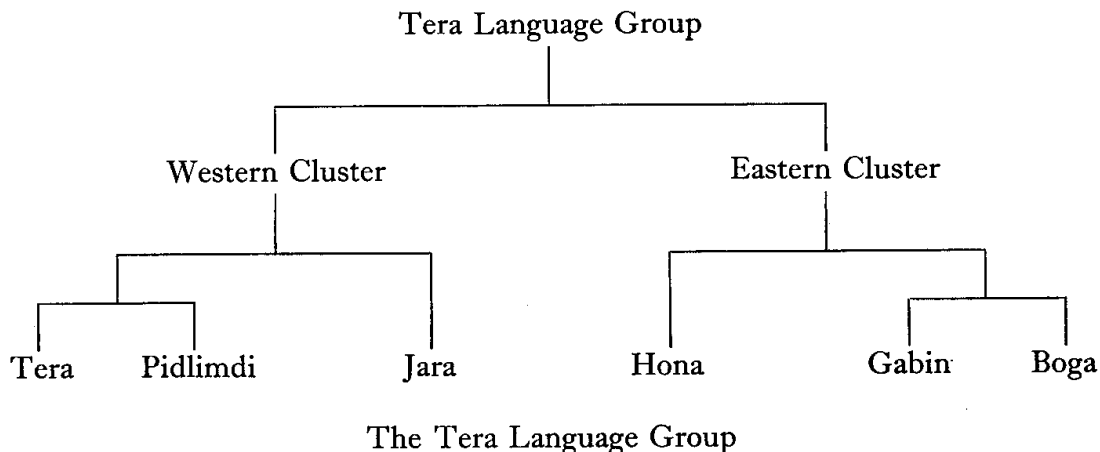 Tera Language Group
Western Cluster Eastern Cluster
Tera Pidlimdi Jara Hona Gabin Boga
The Tera Language Group